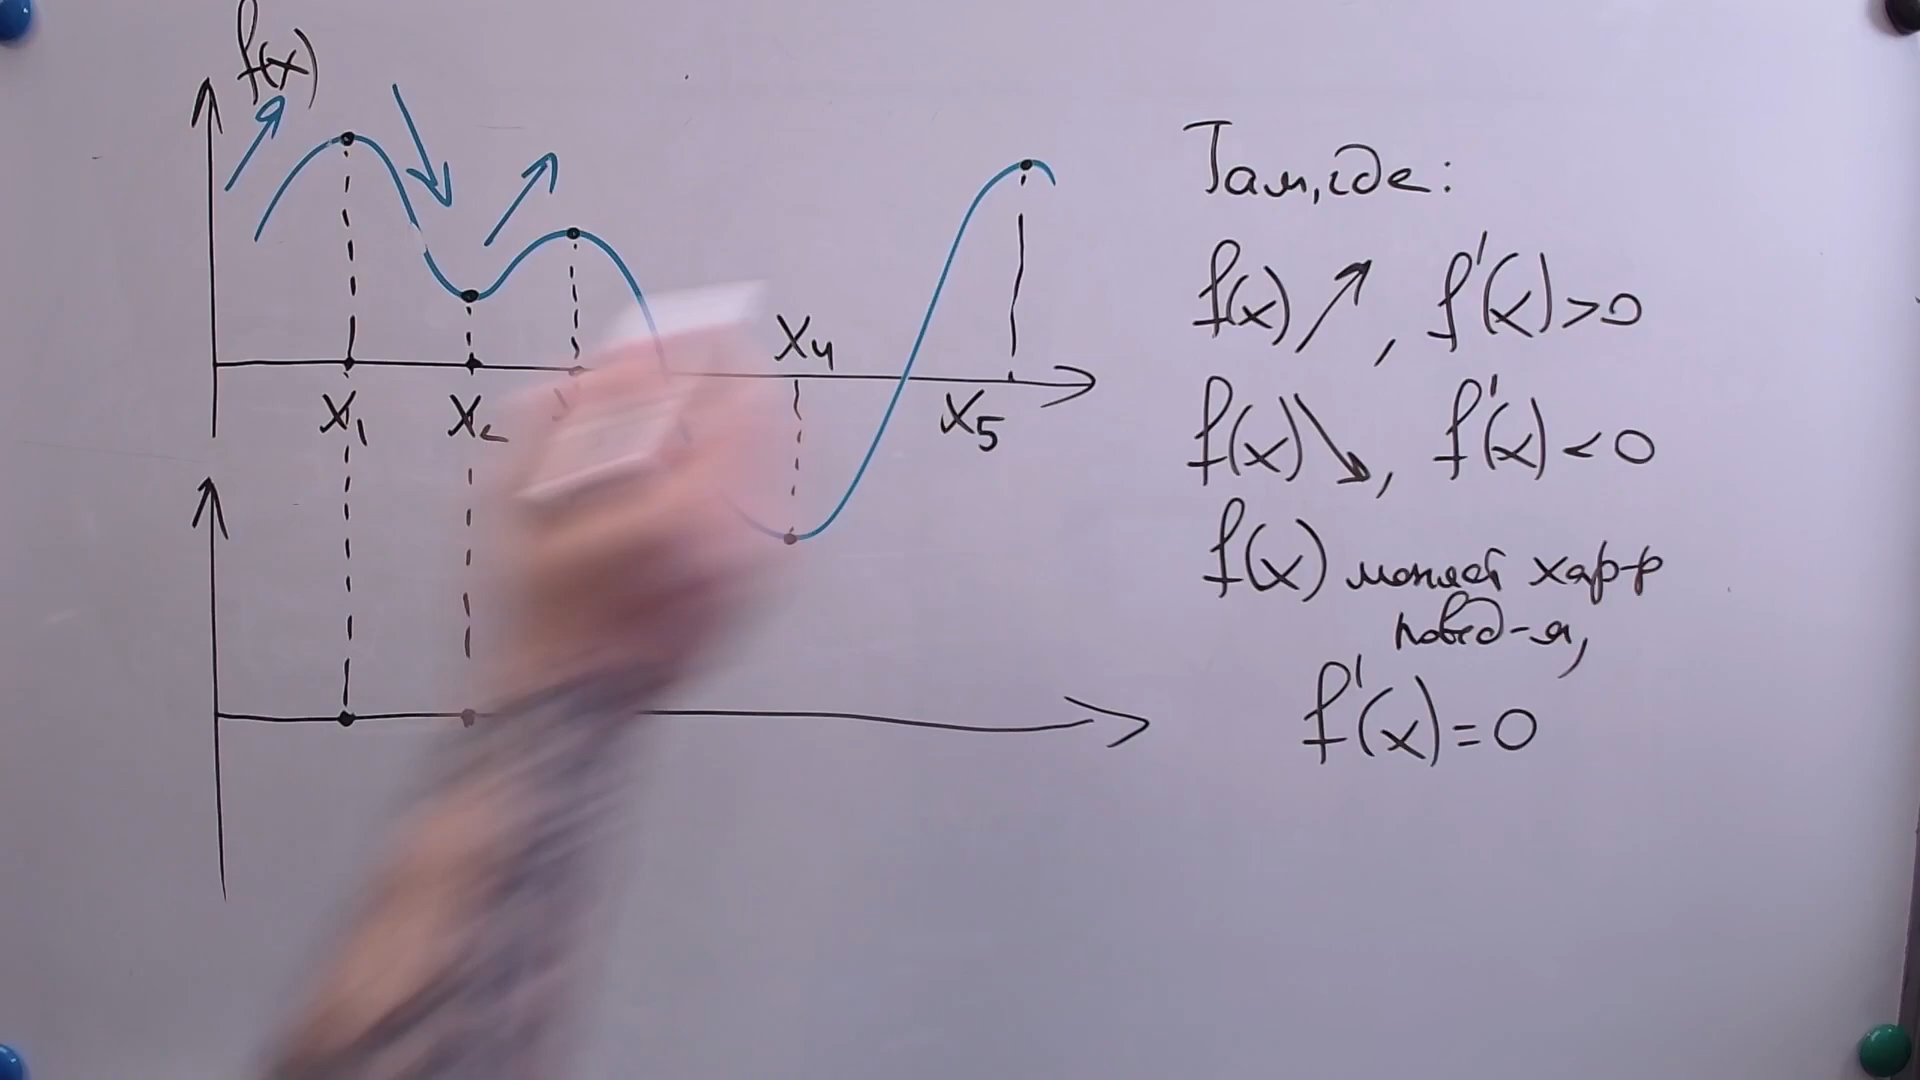 f(x)
x₄
x₁ x₂ x₅
Там, где:
f(x)↗, f'(x)>0
f(x)↘, f'(x)<0
f(x) меняет хар-р
повед-я,
f'(x)=0